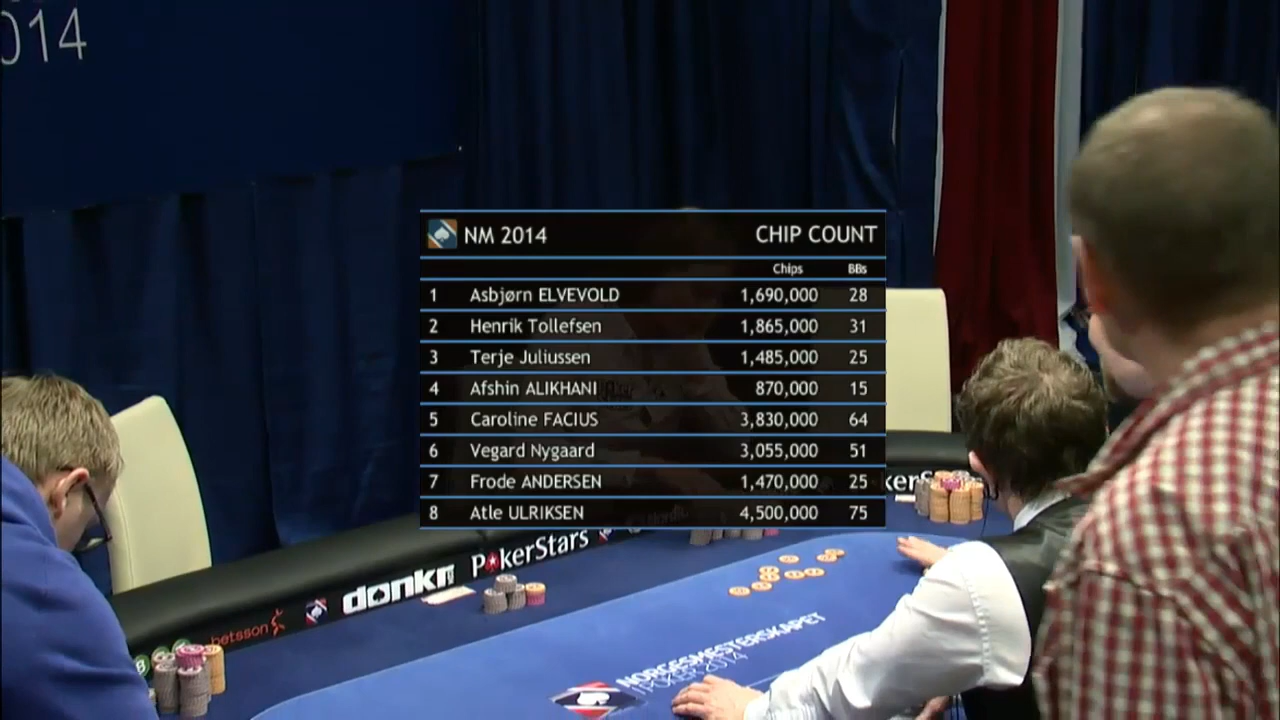 014
NM 2014 CHIP COUNT
Chips BBs
1 Asbjørn ELVEVOLD 1,690,000 28
2 Henrik Tollefsen 1,865,000 31
3 Terje Juliussen 1,485,000 25
4 Afshin ALIKHANI 870,000 15
5 Caroline FACIUS 3,830,000 64
6 Vegard Nygaard 3,055,000 51
7 Frode ANDERSEN 1,470,000 25
8 Atle ULRIKSEN 4,500,000 75
betsson donkr PokerStars kerS
NORGESMESTERSKAPET
I POKER 2014